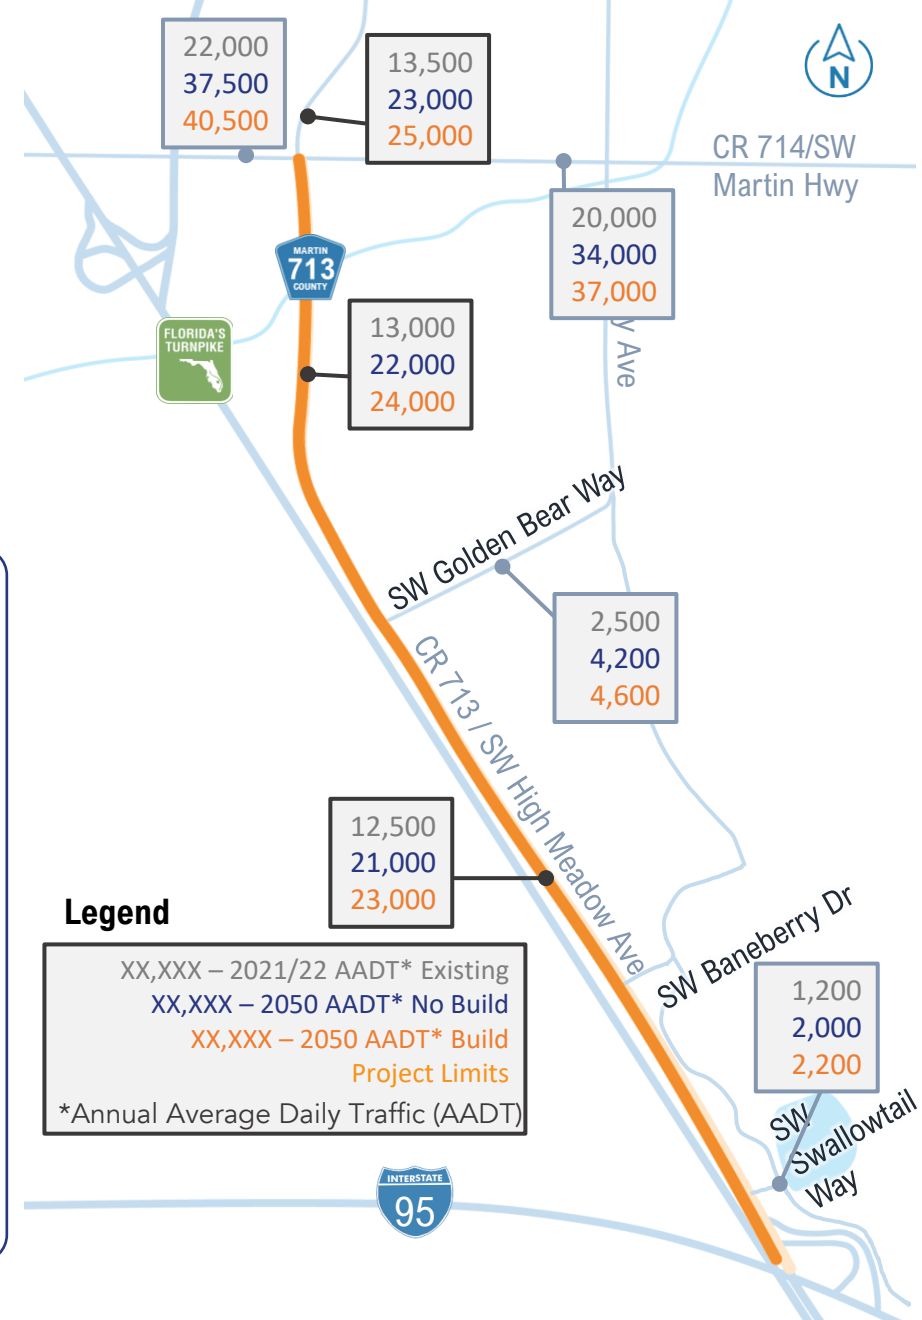 22,000
37,500
40,500
13,500
23,000
25,000
N
CR 714/SW
Martin Hwy
20,000
34,000
37,000
MARTIN
713
COUNTY
FLORIDA'S
TURNPIKE
13,000
22,000
24,000
Ave
SW Golden Bear Way
2,500
4,200
4,600
CR 713 / SW High Meadow Ave
12,500
21,000
23,000
SW Baneberry Dr
1,200
2,000
2,200
SW
Swallowtail
Way
Legend
XX,XXX – 2021/22 AADT* Existing
XX,XXX – 2050 AADT* No Build
XX,XXX – 2050 AADT* Build
Project Limits
*Annual Average Daily Traffic (AADT)
INTERSTATE
95